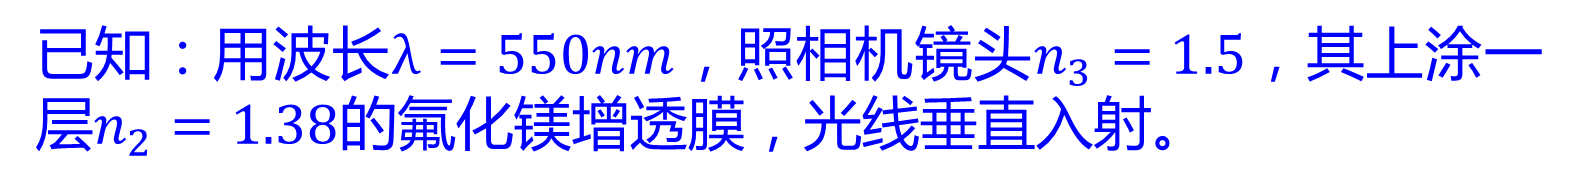 已知：用波长λ = 550nm，照相机镜头n₃ = 1.5，其上涂一
层n₂ = 1.38的氟化镁增透膜，光线垂直入射。